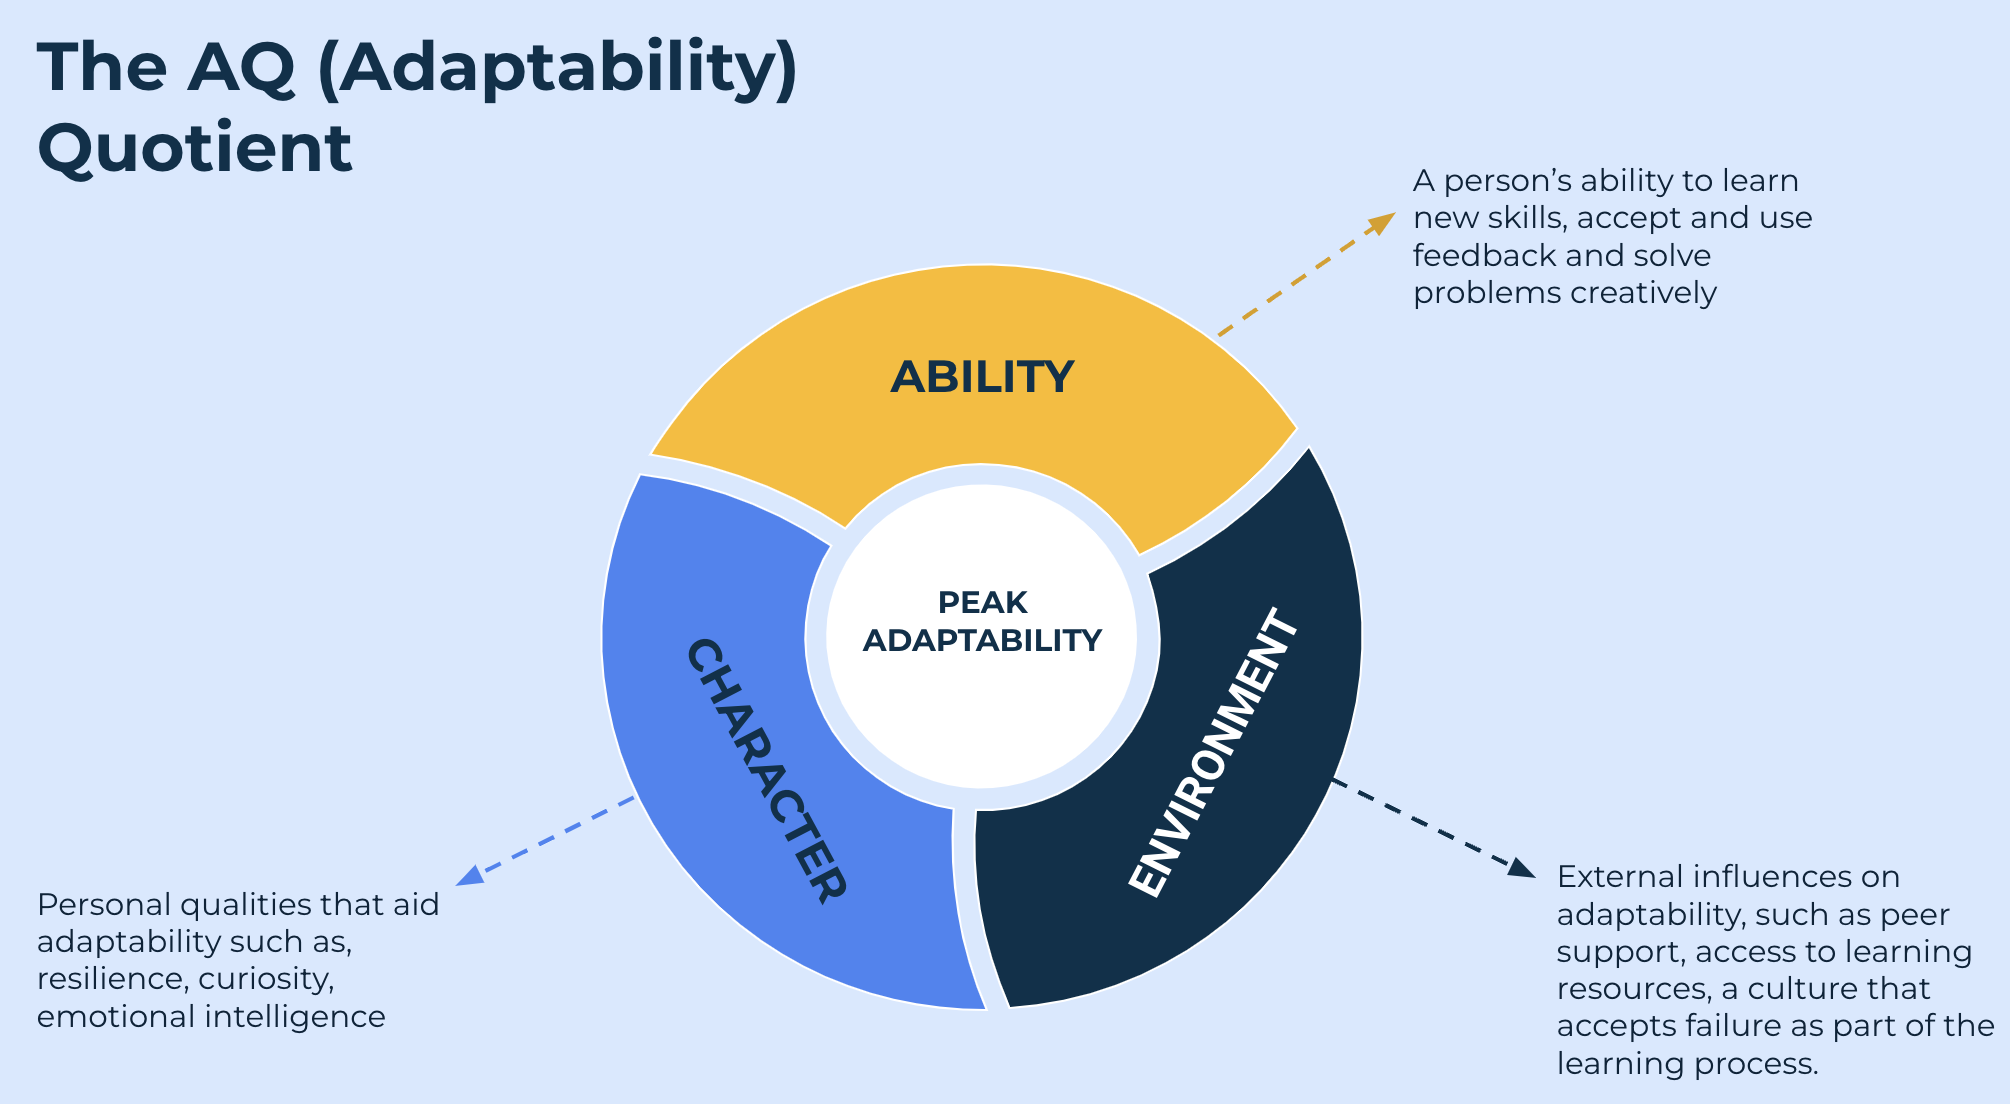 The AQ (Adaptability)
Quotient
A person’s ability to learn
new skills, accept and use
feedback and solve
problems creatively
ABILITY
PEAK
ADAPTABILITY
CHARACTER
ENVIRONMENT
Personal qualities that aid
adaptability such as,
resilience, curiosity,
emotional intelligence
External influences on
adaptability, such as peer
support, access to learning
resources, a culture that
accepts failure as part of the
learning process.